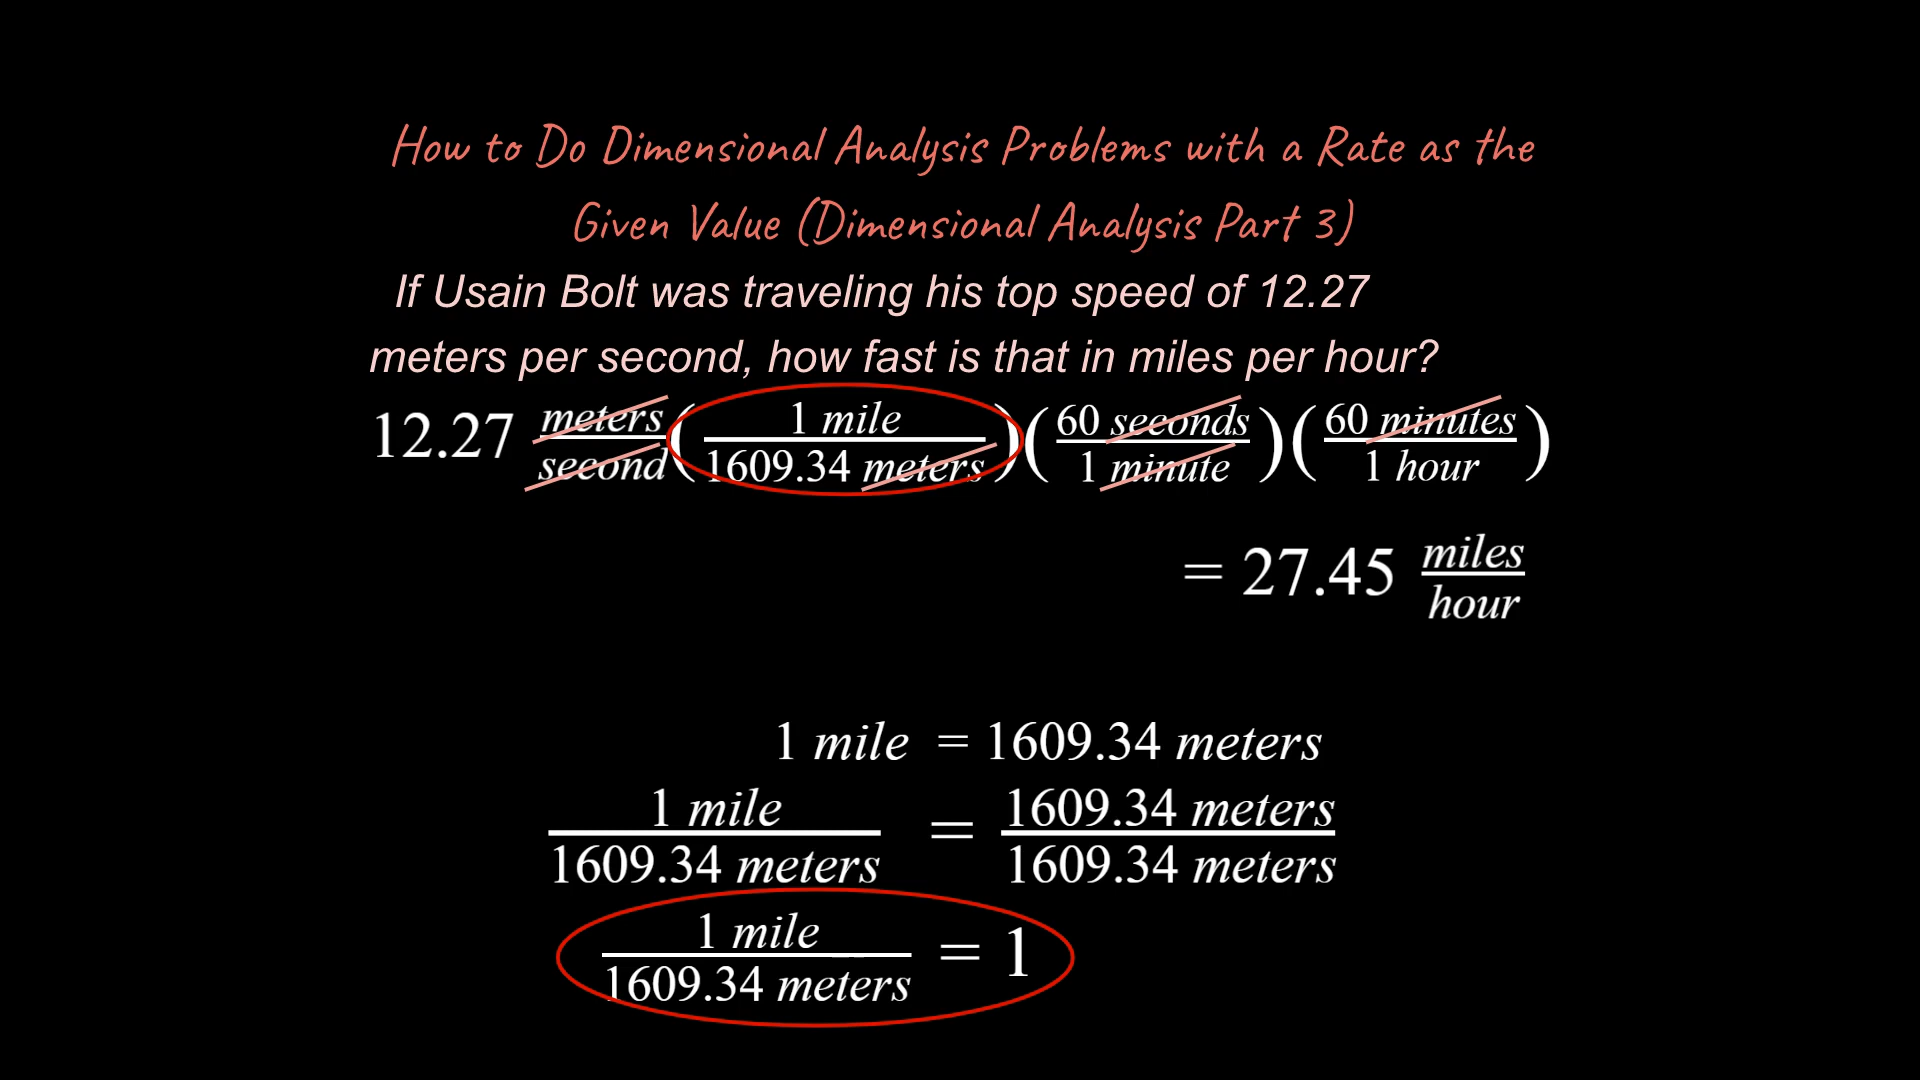 How to Do Dimensional Analysis Problems with a Rate as the
Given Value (Dimensional Analysis Part 3)
If Usain Bolt was traveling his top speed of 12.27
meters per second, how fast is that in miles per hour?
12.27 meters/second (1 mile/1609.34 meters)(60 seconds/1 minute)(60 minutes/1 hour)
= 27.45 miles/hour
1 mile = 1609.34 meters
1 mile/1609.34 meters = 1609.34 meters/1609.34 meters
1 mile/1609.34 meters = 1